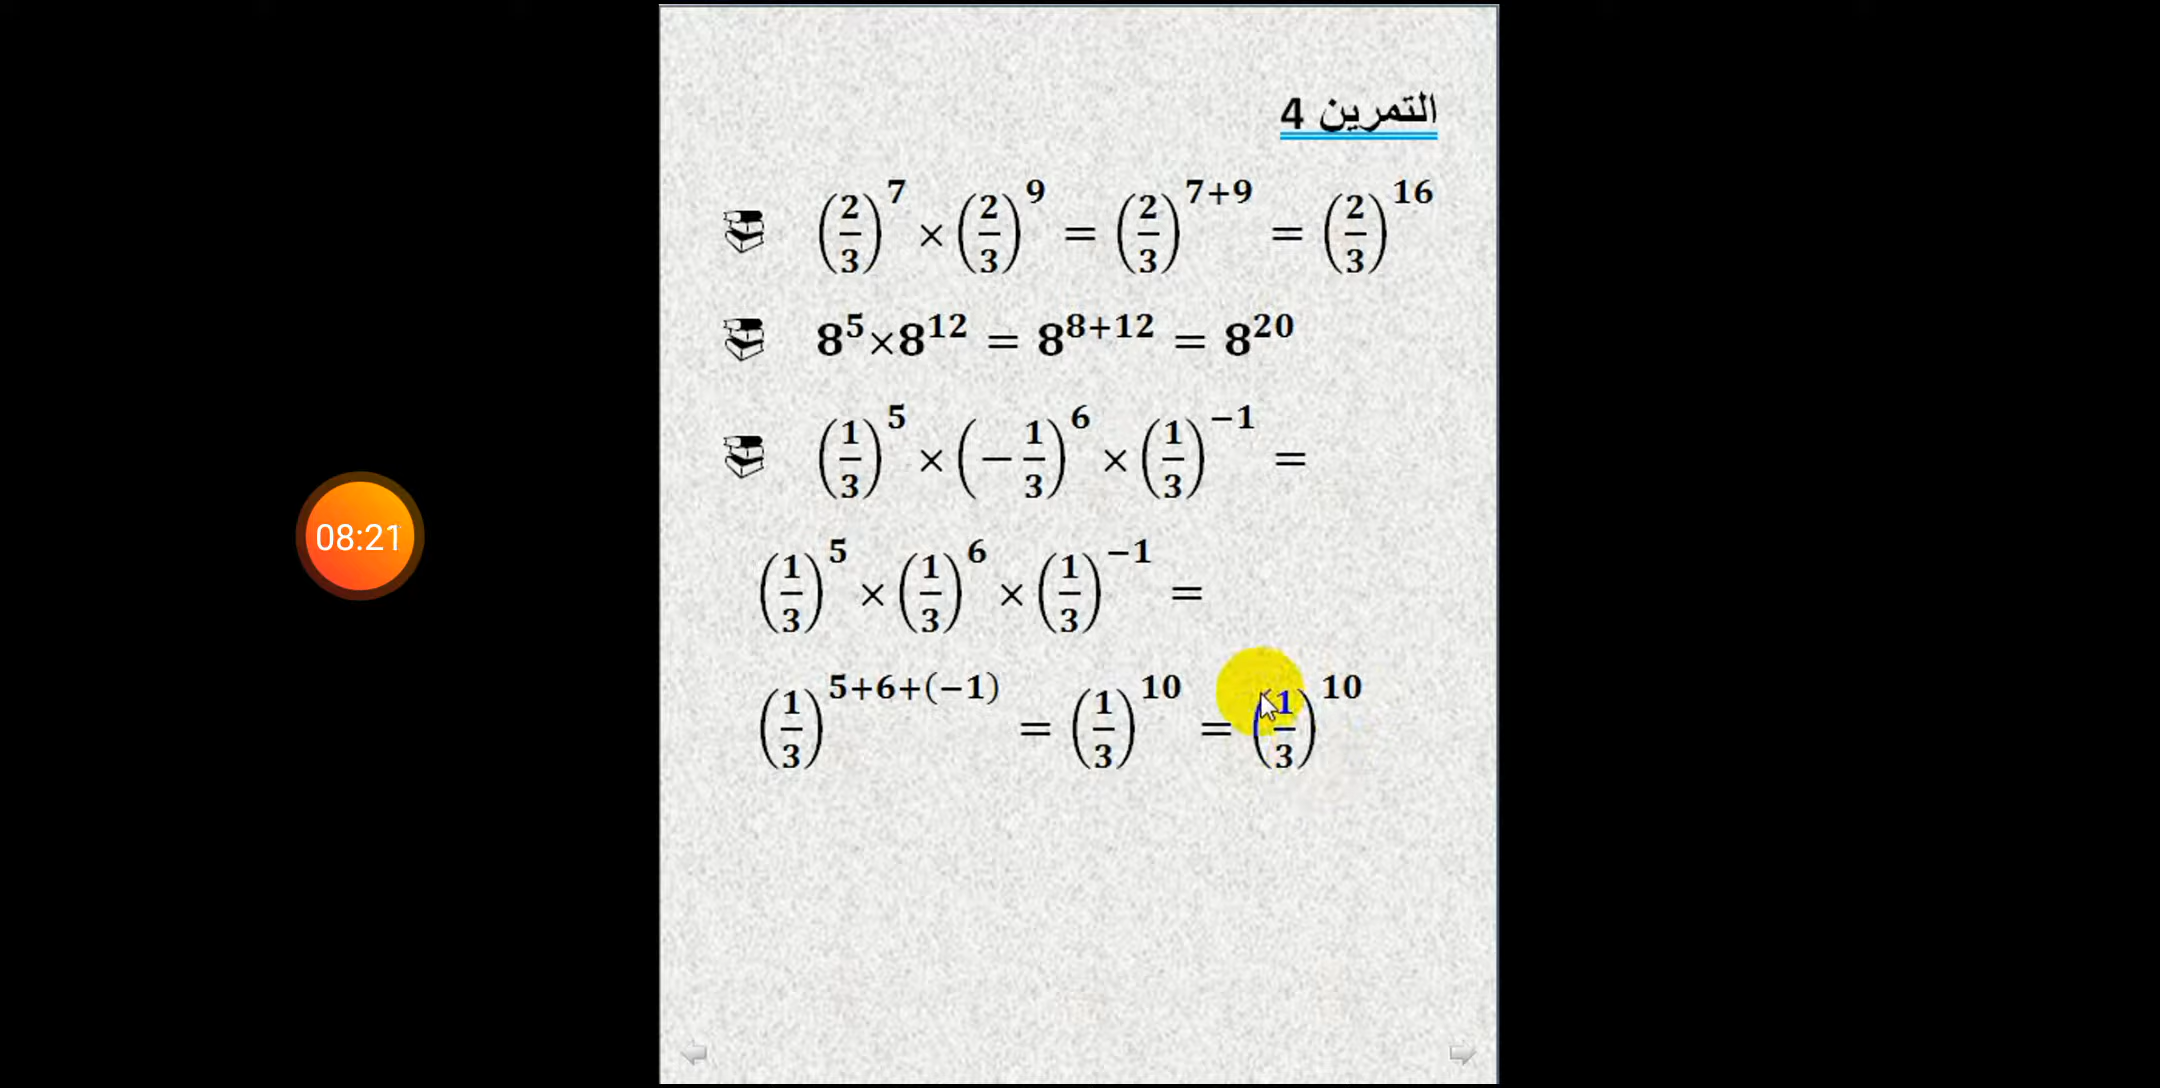 التمرين 4
(2/3)^7 × (2/3)^9 = (2/3)^{7+9} = (2/3)^{16}
8^5×8^{12} = 8^{8+12} = 8^{20}
(1/3)^5 × (−1/3)^6 × (1/3)^{−1} =
08:21
(1/3)^5 × (1/3)^6 × (1/3)^{−1} =
(1/3)^{5+6+(−1)} = (1/3)^{10} = (1/3)^{10}